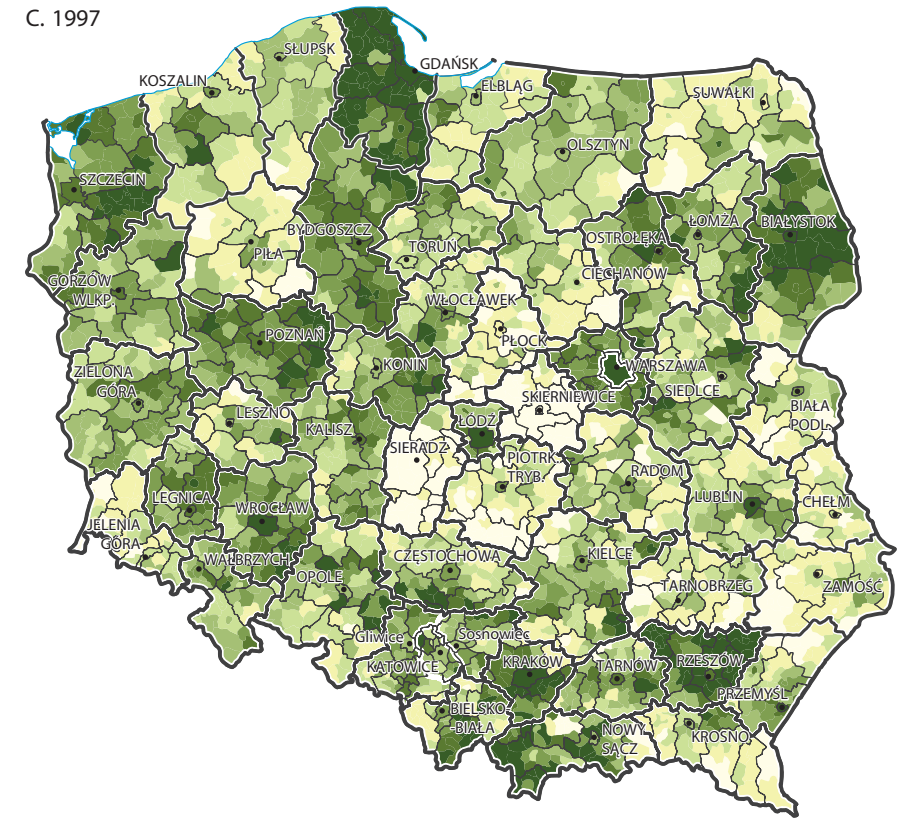 C. 1997
SŁUPSK
GDAŃSK
KOSZALIN
ELBLĄG
SUWAŁKI
OLSZTYN
SZCZECIN
ŁOMŻA
BIAŁYSTOK
BYDGOSZCZ
OSTROŁĘKA
TORUŃ
PIŁA
CIECHANÓW
GORZÓW
WLKP.
WŁOCŁAWEK
POZNAŃ
PŁOCK
KONIN
WARSZAWA
ZIELONA
GÓRA
SIEDLCE
SKIERNIEWICE
BIAŁA
PODL.
LESZNO
ŁÓDŹ
KALISZ
SIERADZ
PIOTRK.
TRYB.
RADOM
LEGNICA
LUBLIN
CHEŁM
WROCŁAW
JELENIA
GÓRA
WAŁBRZYCH
CZĘSTOCHOWA
KIELCE
OPOLE
TARNOBRZEG
ZAMOŚĆ
Gliwice
Sosnowiec
KATOWICE
KRAKÓW
TARNÓW
RZESZÓW
PRZEMYŚL
BIELSKO-
-BIAŁA
NOWY
SĄCZ
KROSNO